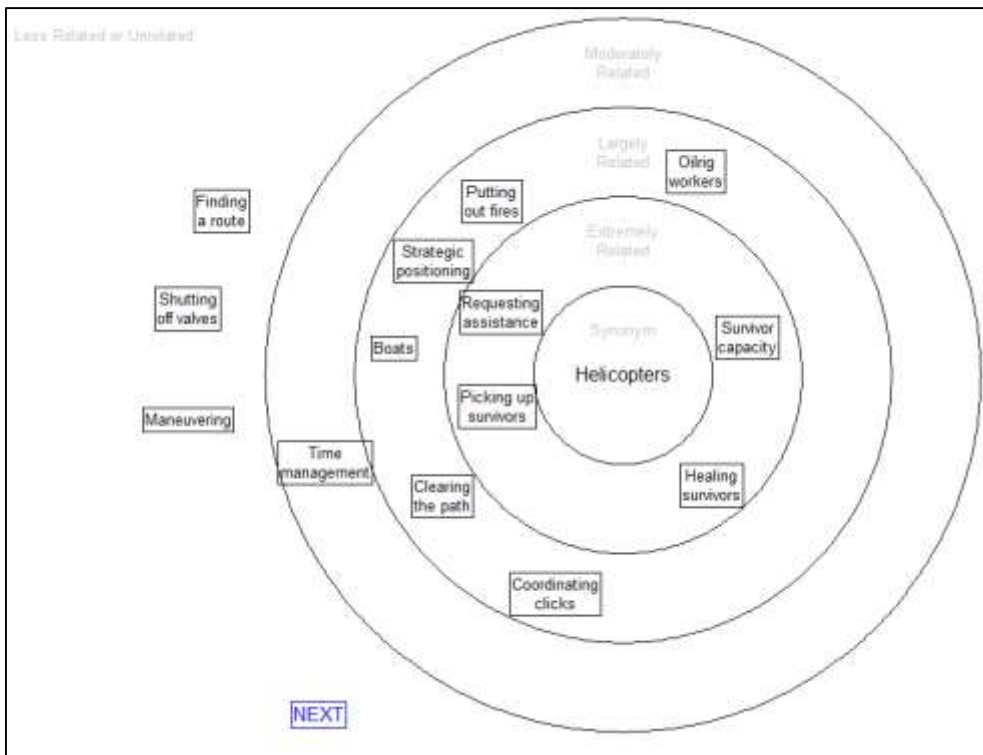 Less Related or Unrelated
Moderately
Related
Largely
Related
Oilrig
workers
Putting
out fires
Finding
a route
Extremely
Related
Strategic
positioning
Shutting
off valves
Requesting
assistance
Synonym
Survivor
capacity
Boats
Helicopters
Picking up
survivors
Maneuvering
Time
management
Clearing
the path
Healing
survivors
Coordinating
clicks
NEXT